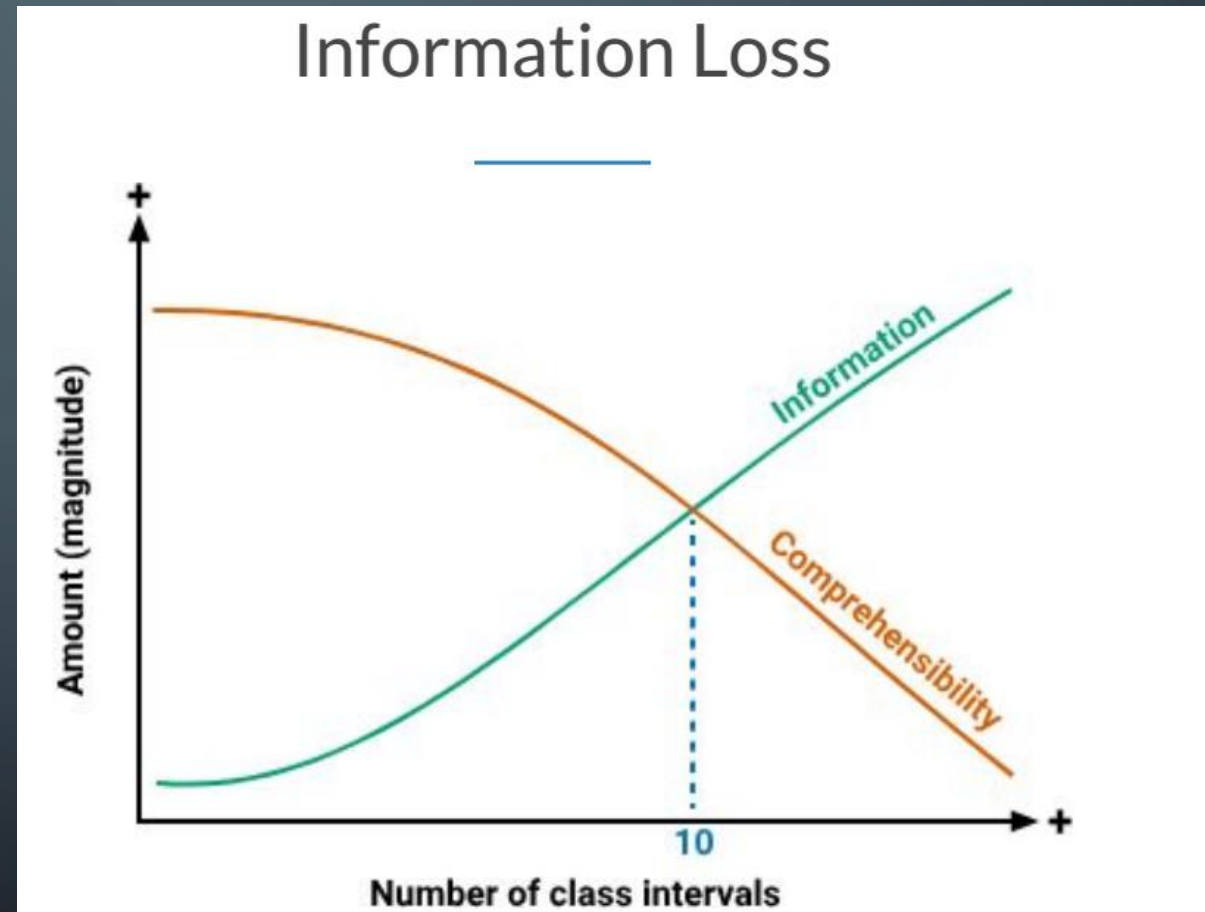 Information Loss
+
Amount (magnitude)
Information
Comprehensibility
+
10
Number of class intervals